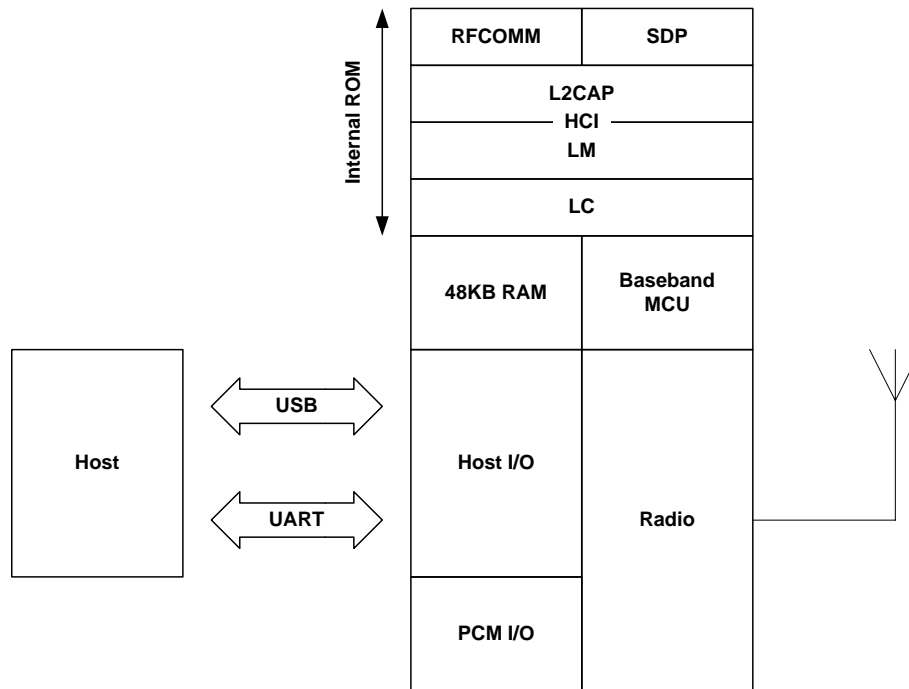 RFCOMM
SDP
Internal ROM
L2CAP
HCI
LM
LC
48KB RAM
Baseband
MCU
USB
Host
Host I/O
UART
Radio
PCM I/O